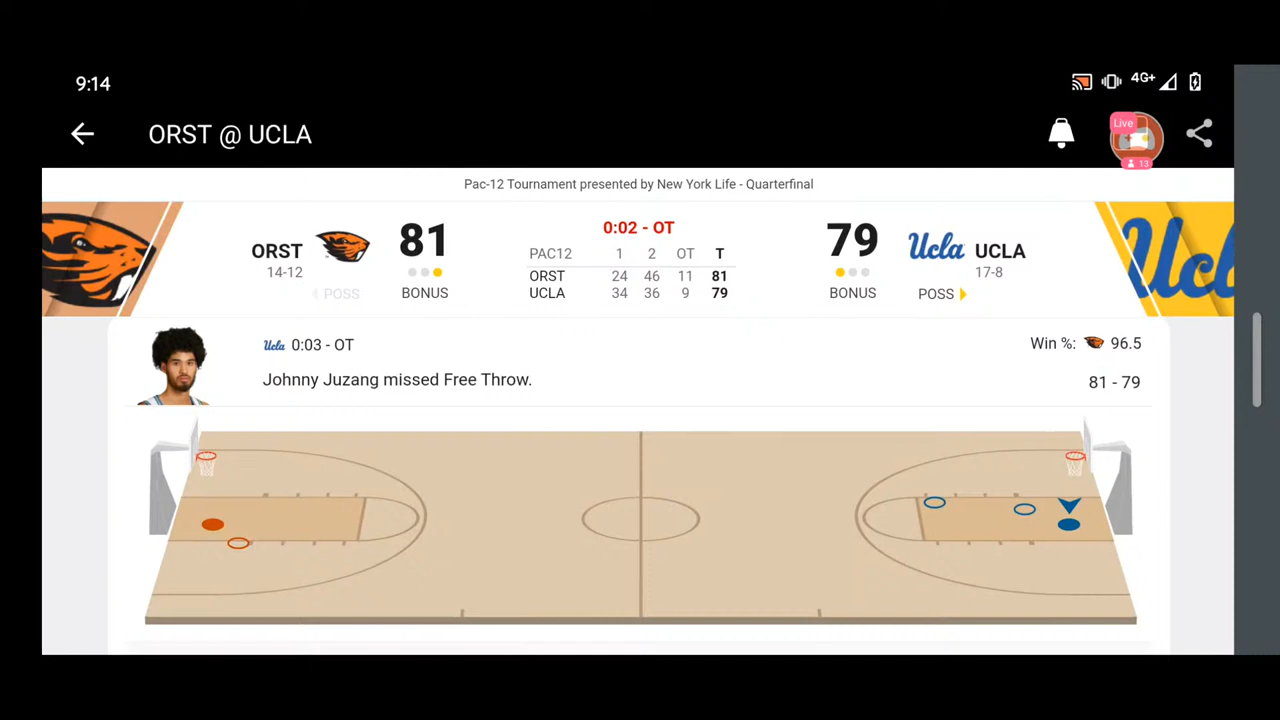 9:14
4G+
ORST @ UCLA
Live
13
Pac-12 Tournament presented by New York Life - Quarterfinal
ORST
14-12
POSS
81
BONUS
0:02 - OT
PAC12 1 2 OT T
ORST 24 46 11 81
UCLA 34 36 9 79
79
BONUS
Ucla UCLA
17-8
POSS
Ucl
Ucla 0:03 - OT
Win %: 96.5
Johnny Juzang missed Free Throw.
81 - 79